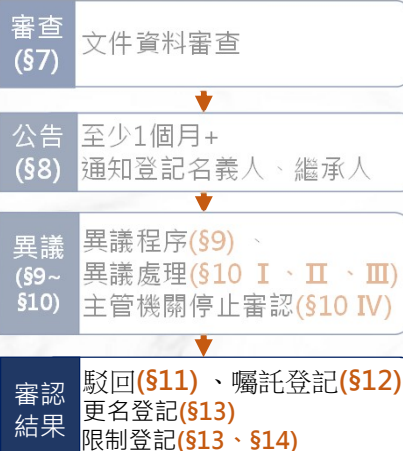 審查
(§7)
文件資料審查
公告
(§8)
至少1個月+
通知登記名義人、繼承人
異議
(§9~
§10)
異議程序(§9) 、
異議處理(§10 Ⅰ、Ⅱ、Ⅲ)
主管機關停止審認(§10 IV)
審認
結果
駁回(§11) 、囑託登記(§12)
更名登記(§13)
限制登記(§13、§14)